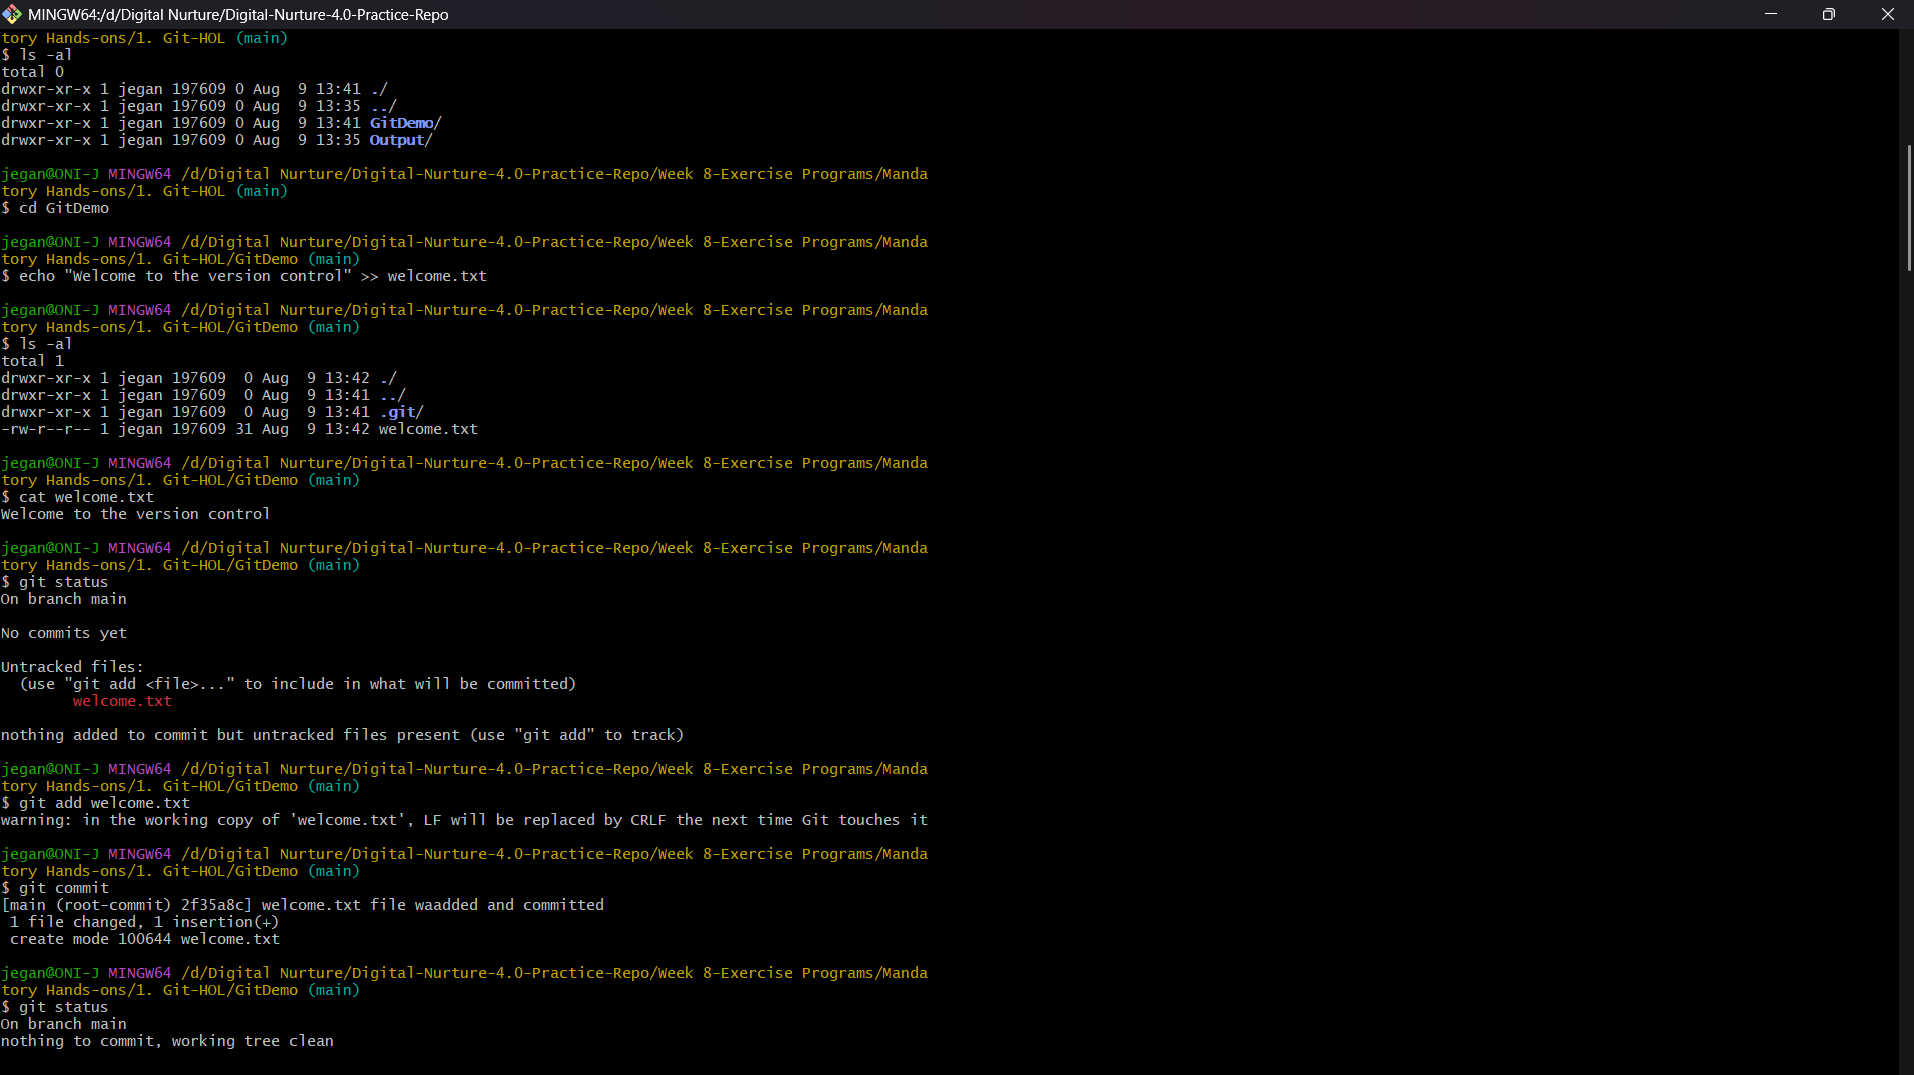 MINGW64:/d/Digital Nurture/Digital-Nurture-4.0-Practice-Repo
tory Hands-ons/1. Git-HOL (main)
$ ls -al
total 0
drwxr-xr-x 1 jegan 197609 0 Aug  9 13:41 ./
drwxr-xr-x 1 jegan 197609 0 Aug  9 13:35 ../
drwxr-xr-x 1 jegan 197609 0 Aug  9 13:41 GitDemo/
drwxr-xr-x 1 jegan 197609 0 Aug  9 13:35 Output/
jegan@ONI-J MINGW64 /d/Digital Nurture/Digital-Nurture-4.0-Practice-Repo/Week 8-Exercise Programs/Manda
tory Hands-ons/1. Git-HOL (main)
$ cd GitDemo
jegan@ONI-J MINGW64 /d/Digital Nurture/Digital-Nurture-4.0-Practice-Repo/Week 8-Exercise Programs/Manda
tory Hands-ons/1. Git-HOL/GitDemo (main)
$ echo "Welcome to the version control" >> welcome.txt
jegan@ONI-J MINGW64 /d/Digital Nurture/Digital-Nurture-4.0-Practice-Repo/Week 8-Exercise Programs/Manda
tory Hands-ons/1. Git-HOL/GitDemo (main)
$ ls -al
total 1
drwxr-xr-x 1 jegan 197609  0 Aug  9 13:42 ./
drwxr-xr-x 1 jegan 197609  0 Aug  9 13:41 ../
drwxr-xr-x 1 jegan 197609  0 Aug  9 13:41 .git/
-rw-r--r-- 1 jegan 197609 31 Aug  9 13:42 welcome.txt
jegan@ONI-J MINGW64 /d/Digital Nurture/Digital-Nurture-4.0-Practice-Repo/Week 8-Exercise Programs/Manda
tory Hands-ons/1. Git-HOL/GitDemo (main)
$ cat welcome.txt
Welcome to the version control
jegan@ONI-J MINGW64 /d/Digital Nurture/Digital-Nurture-4.0-Practice-Repo/Week 8-Exercise Programs/Manda
tory Hands-ons/1. Git-HOL/GitDemo (main)
$ git status
On branch main
No commits yet
Untracked files:
  (use "git add <file>..." to include in what will be committed)
        welcome.txt
nothing added to commit but untracked files present (use "git add" to track)
jegan@ONI-J MINGW64 /d/Digital Nurture/Digital-Nurture-4.0-Practice-Repo/Week 8-Exercise Programs/Manda
tory Hands-ons/1. Git-HOL/GitDemo (main)
$ git add welcome.txt
warning: in the working copy of 'welcome.txt', LF will be replaced by CRLF the next time Git touches it
jegan@ONI-J MINGW64 /d/Digital Nurture/Digital-Nurture-4.0-Practice-Repo/Week 8-Exercise Programs/Manda
tory Hands-ons/1. Git-HOL/GitDemo (main)
$ git commit
[main (root-commit) 2f35a8c] welcome.txt file waadded and committed
 1 file changed, 1 insertion(+)
 create mode 100644 welcome.txt
jegan@ONI-J MINGW64 /d/Digital Nurture/Digital-Nurture-4.0-Practice-Repo/Week 8-Exercise Programs/Manda
tory Hands-ons/1. Git-HOL/GitDemo (main)
$ git status
On branch main
nothing to commit, working tree clean